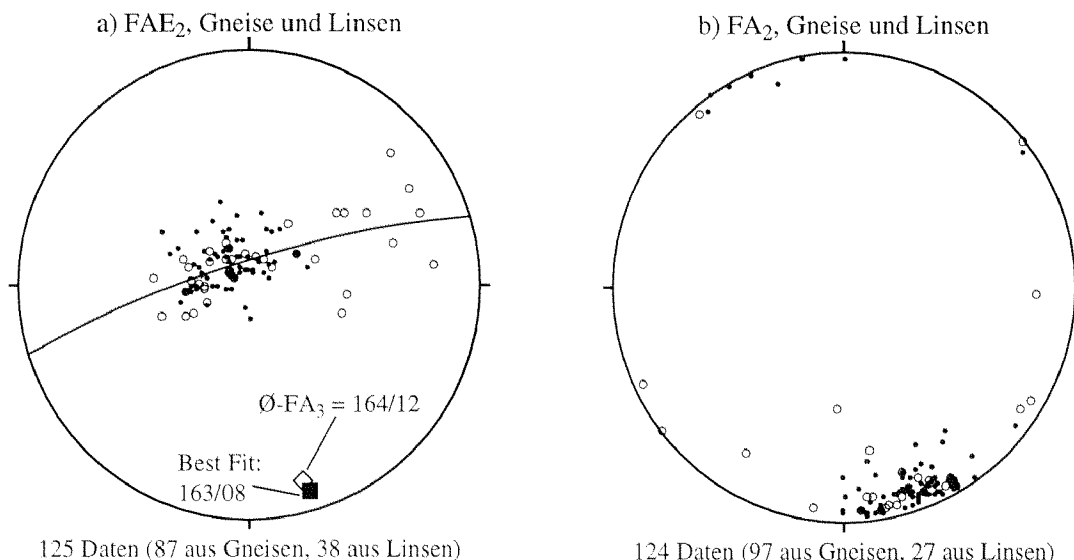 a) FAE₂, Gneise und Linsen
Ø-FA₃ = 164/12
Best Fit:
163/08
125 Daten (87 aus Gneisen, 38 aus Linsen)
b) FA₂, Gneise und Linsen
124 Daten (97 aus Gneisen, 27 aus Linsen)